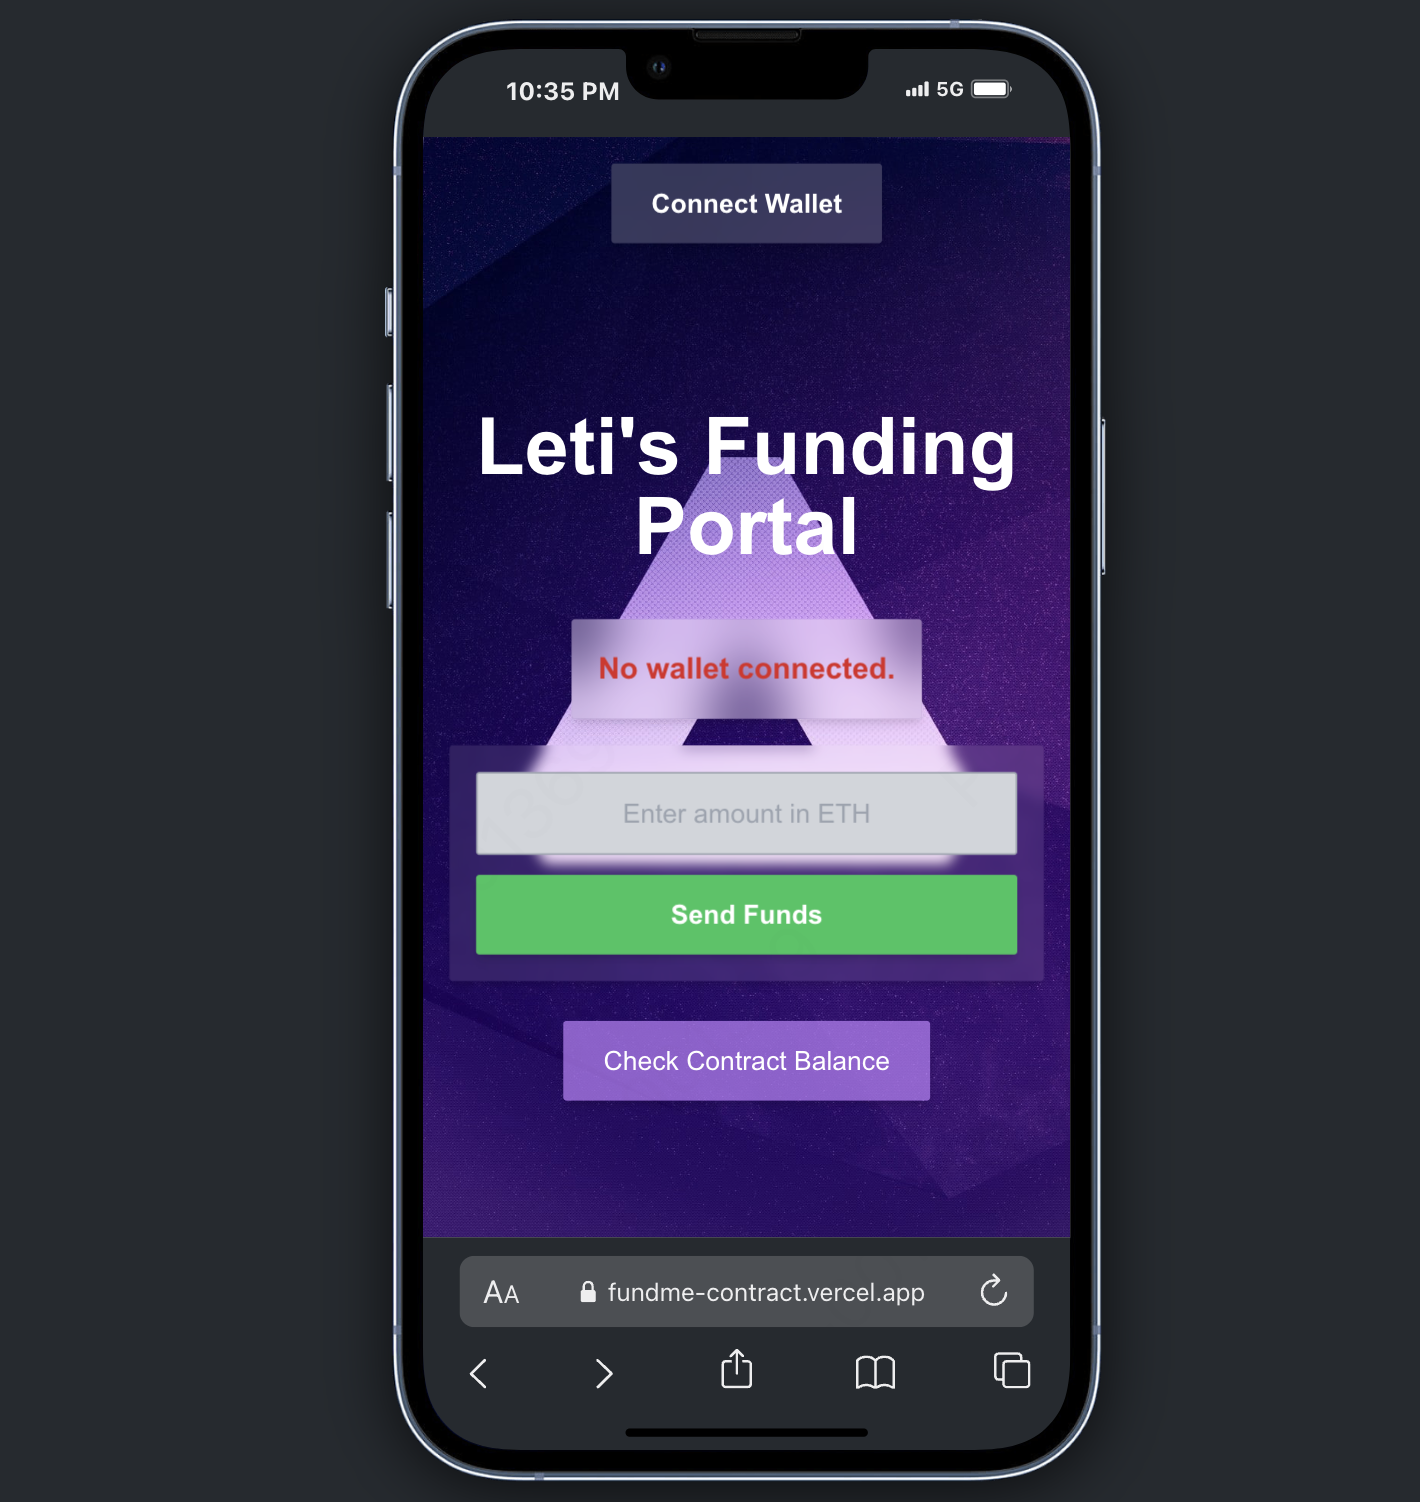 10:35 PM 5G
Connect Wallet
Leti's Funding
Portal
No wallet connected.
Enter amount in ETH
Send Funds
Check Contract Balance
AA fundme-contract.vercel.app